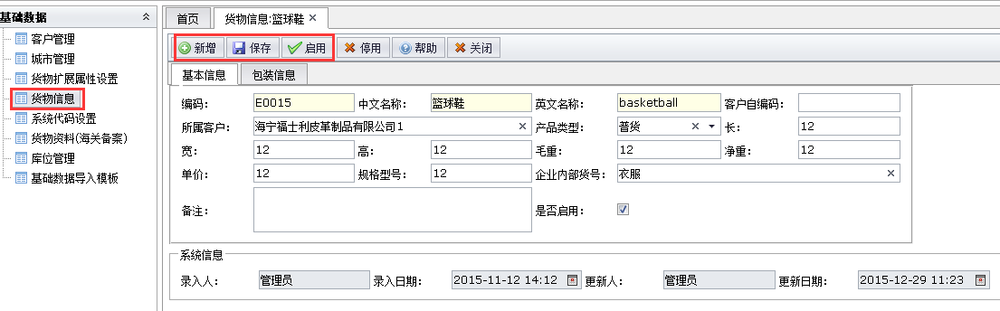 基础数据
客户管理
城市管理
货物扩展属性设置
货物信息
系统代码设置
货物资料(海关备案)
库位管理
基础数据导入模板
首页 货物信息:篮球鞋
新增 保存 启用 停用 帮助 关闭
基本信息 包装信息
编码: E0015 中文名称: 篮球鞋 英文名称: basketball 客户自编码:
所属客户: 海宁福士利皮革制品有限公司1 产品类型: 普货 长: 12
宽: 12 高: 12 毛重: 12 净重: 12
单价: 12 规格型号: 12 企业内部货号: 衣服
备注: 是否启用:
系统信息
录入人: 管理员 录入日期: 2015-11-12 14:12 更新人: 管理员 更新日期: 2015-12-29 11:23